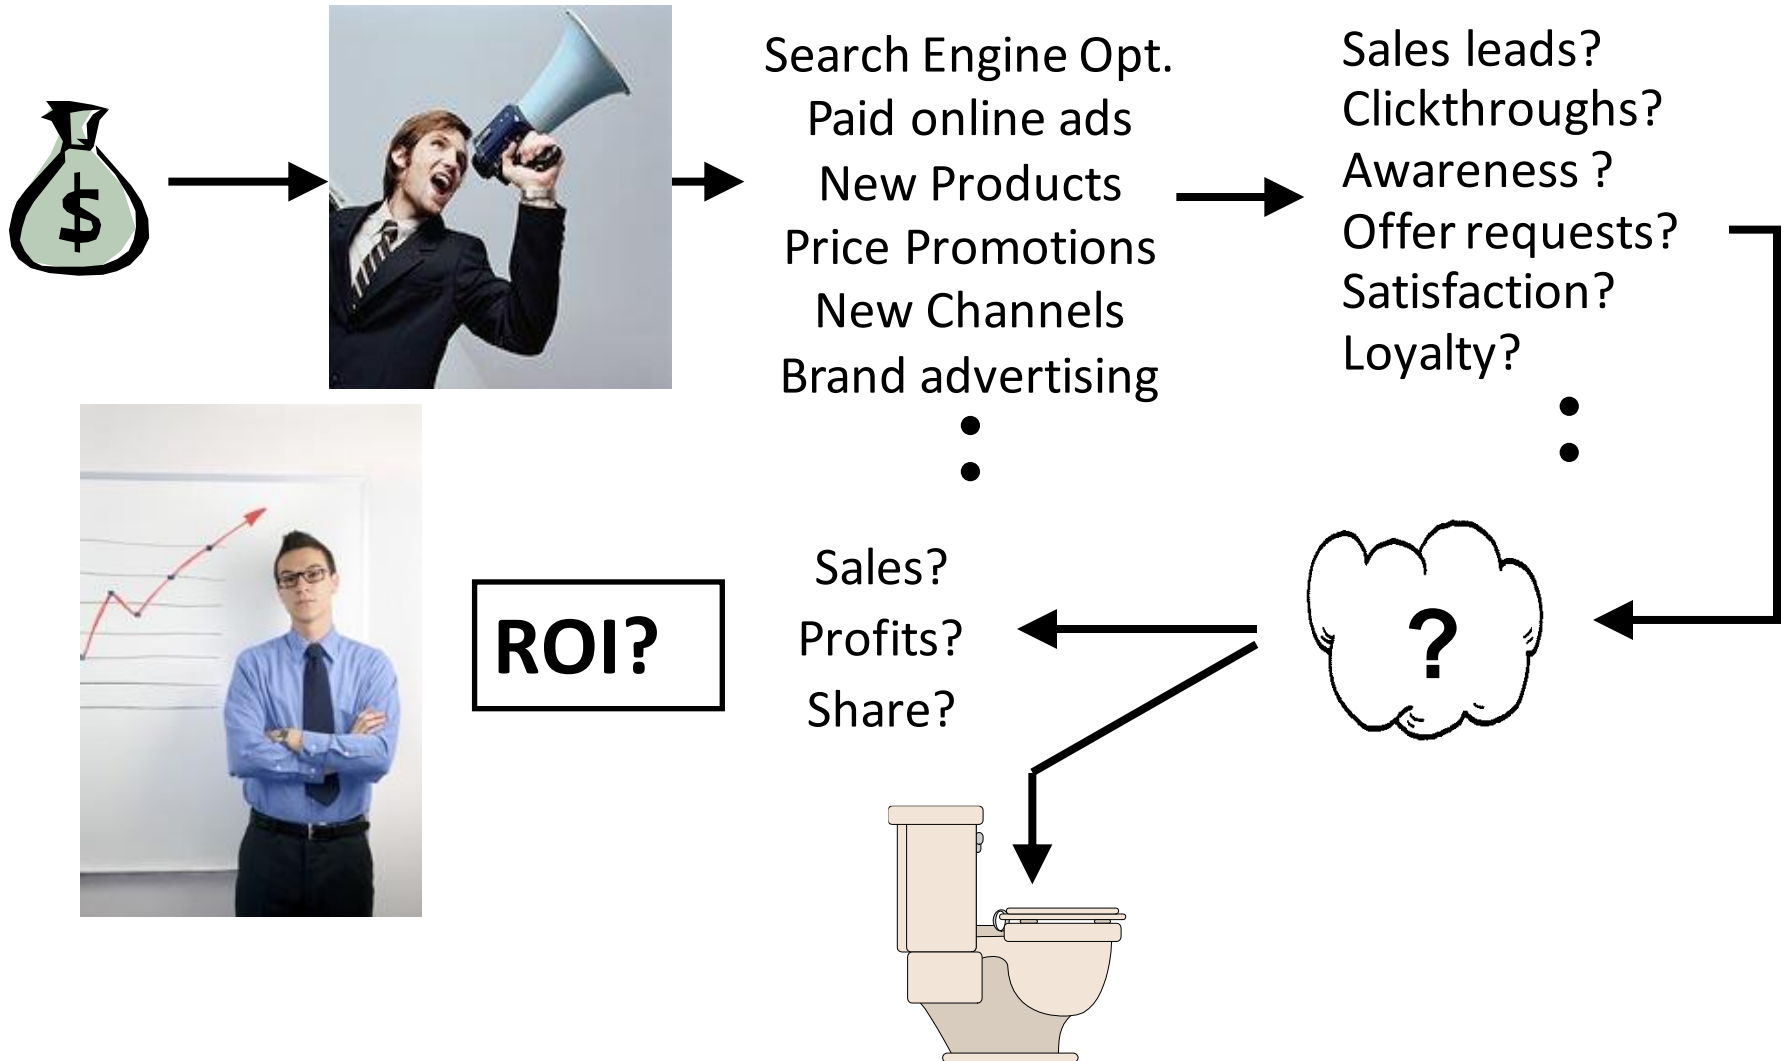 $
Search Engine Opt.
Paid online ads
New Products
Price Promotions
New Channels
Brand advertising
Sales leads?
Clickthroughs?
Awareness ?
Offer requests?
Satisfaction?
Loyalty?
?
Sales?
Profits?
Share?
ROI?